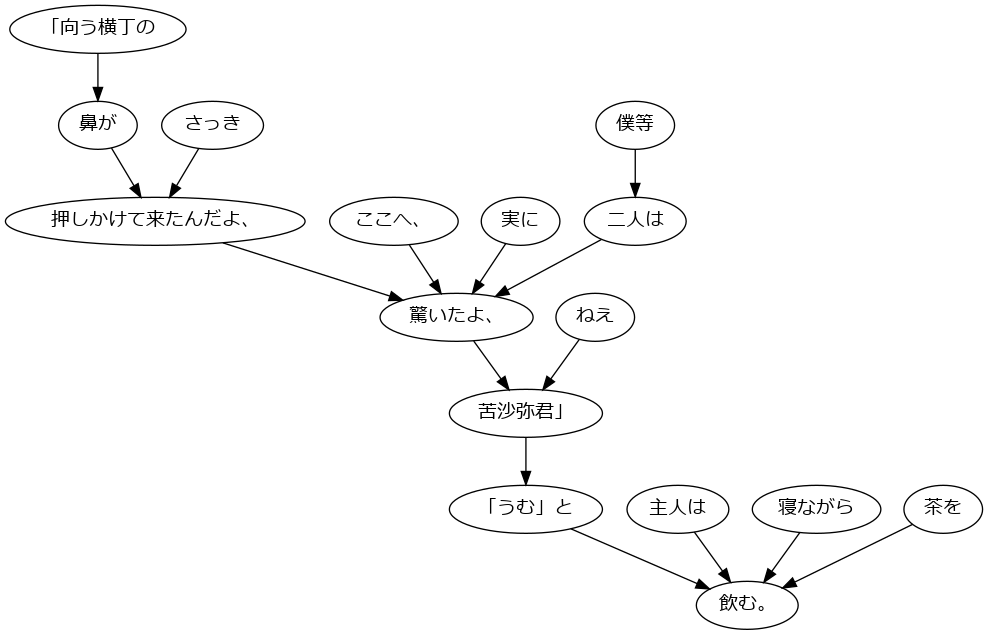 「向う横丁の
鼻が
さっき
僕等
押しかけて来たんだよ、
ここへ、
実に
二人は
驚いたよ、
ねえ
苦沙弥君」
「うむ」と
主人は
寝ながら
茶を
飲む。